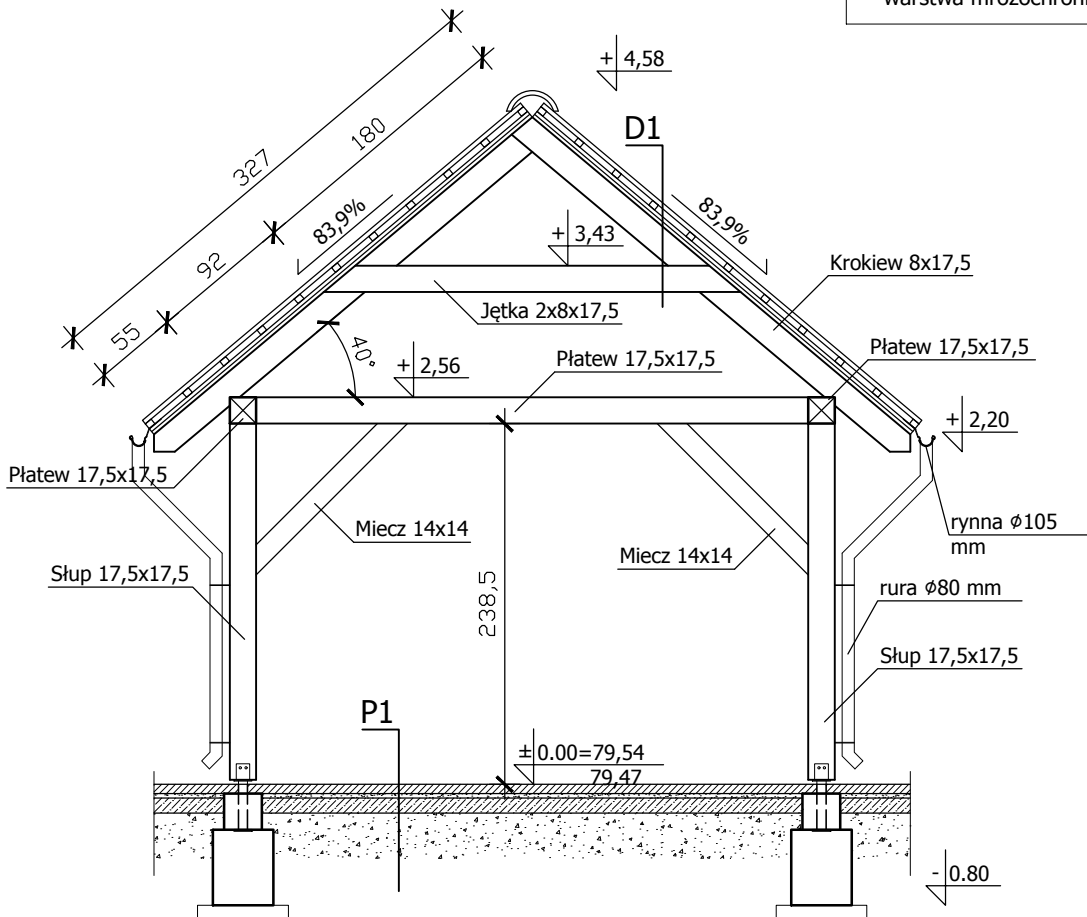 warstwa mrozochron
+ 4,58
D1
180
327
83,9%
83,9%
+ 3,43
92
Krokiew 8x17,5
Jętka 2x8x17,5
55
40°
Płatew 17,5x17,5
Płatew 17,5x17,5
+ 2,56
+ 2,20
Płatew 17,5x17,5
Miecz 14x14
rynna ϕ105
mm
Miecz 14x14
Słup 17,5x17,5
238,5
rura ϕ80 mm
Słup 17,5x17,5
P1
± 0.00=79,54
79,47
- 0.80